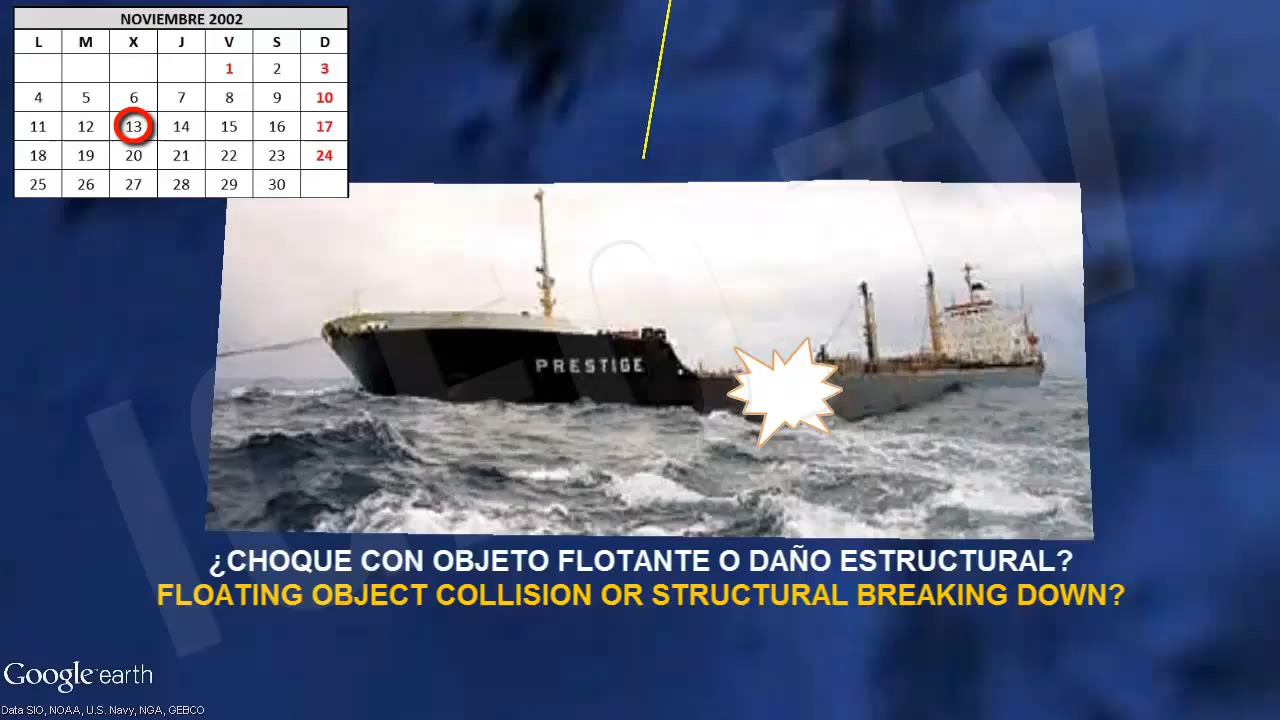 NOVIEMBRE 2002
L M X J V S D
1 2 3
4 5 6 7 8 9 10
11 12 13 14 15 16 17
18 19 20 21 22 23 24
25 26 27 28 29 30
PRESTIGE
¿CHOQUE CON OBJETO FLOTANTE O DAÑO ESTRUCTURAL?
FLOATING OBJECT COLLISION OR STRUCTURAL BREAKING DOWN?
Google earth
Data SIO, NOAA, U.S. Navy, NGA, GEBCO